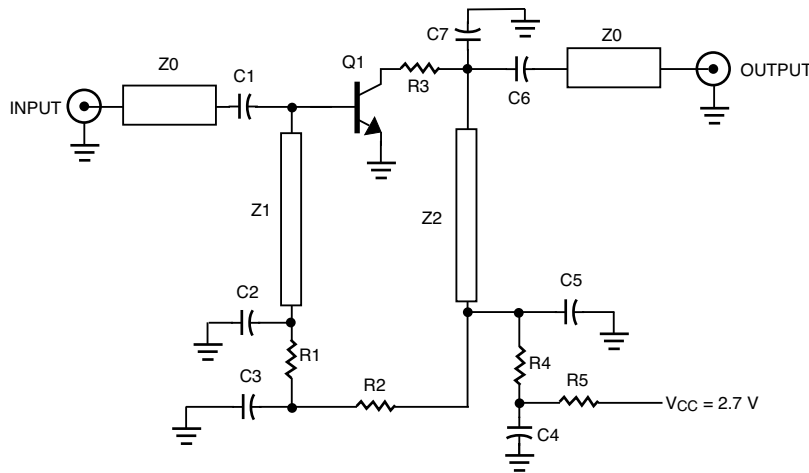 C7
Z0
Q1
Z0
C1
R3
C6
OUTPUT
INPUT
Z1
Z2
C2
C5
R1
R4
C3
R2
R5
VCC = 2.7 V
C4